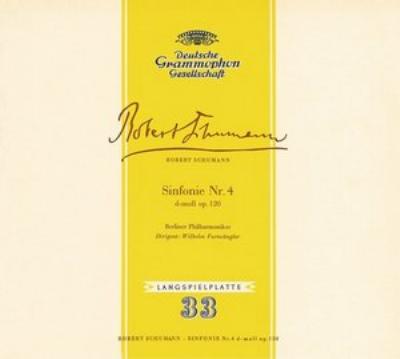 Deutsche
Grammophon
Gesellschaft
Robert Schumann
ROBERT SCHUMANN
Sinfonie Nr. 4
d-moll op. 120
Berliner Philharmoniker
Dirigent: Wilhelm Furtwängler
LANGSPIELPLATTE
33
ROBERT SCHUMANN - SINFONIE Nr. 4 d-moll op. 120